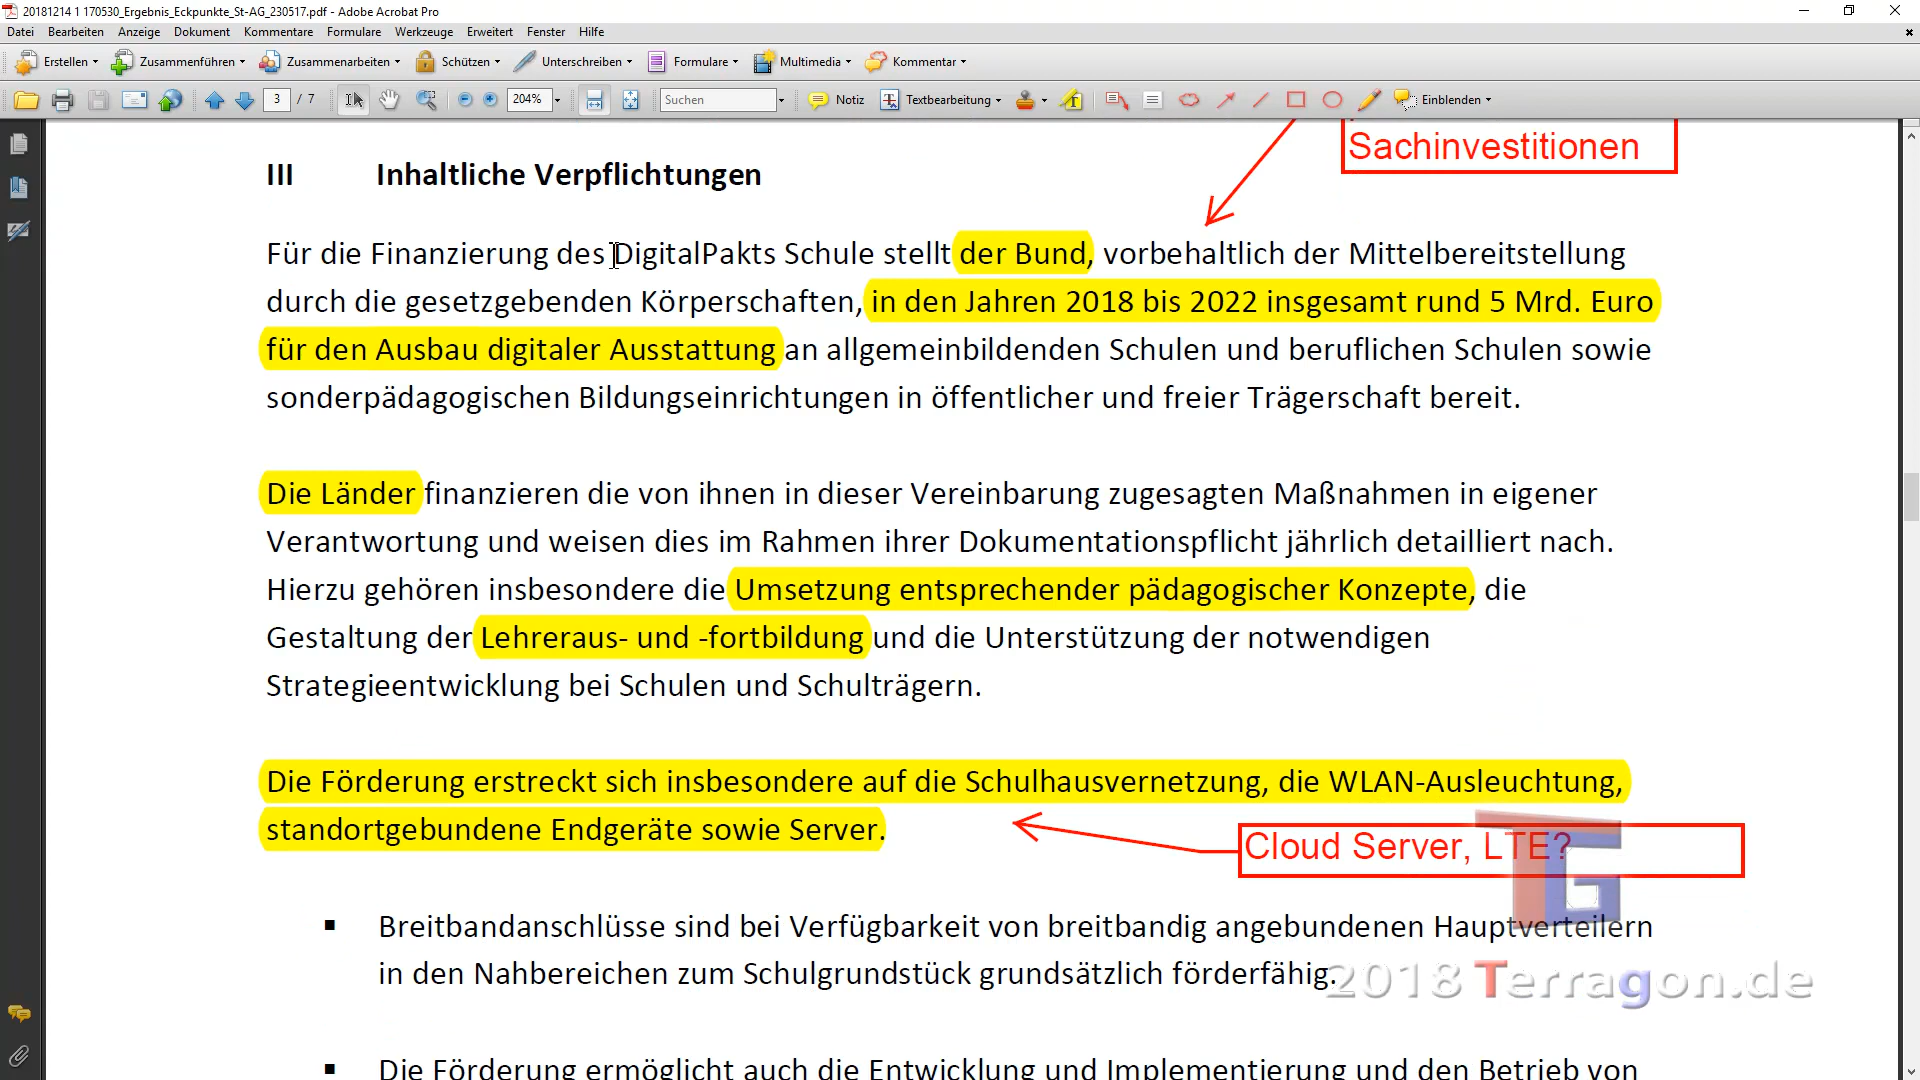 20181214 1 170530_Ergebnis_Eckpunkte_St-AG_230517.pdf - Adobe Acrobat Pro
Datei Bearbeiten Anzeige Dokument Kommentare Formulare Werkzeuge Erweitert Fenster Hilfe
Erstellen Zusammenführen Zusammenarbeiten Schützen Unterschreiben Formulare Multimedia Kommentar
3 / 7 204% Suchen Notiz Textbearbeitung Einblenden
Sachinvestitionen
III Inhaltliche Verpflichtungen
Für die Finanzierung des DigitalPakts Schule stellt der Bund, vorbehaltlich der Mittelbereitstellung
durch die gesetzgebenden Körperschaften, in den Jahren 2018 bis 2022 insgesamt rund 5 Mrd. Euro
für den Ausbau digitaler Ausstattung an allgemeinbildenden Schulen und beruflichen Schulen sowie
sonderpädagogischen Bildungseinrichtungen in öffentlicher und freier Trägerschaft bereit.
Die Länder finanzieren die von ihnen in dieser Vereinbarung zugesagten Maßnahmen in eigener
Verantwortung und weisen dies im Rahmen ihrer Dokumentationspflicht jährlich detailliert nach.
Hierzu gehören insbesondere die Umsetzung entsprechender pädagogischer Konzepte, die
Gestaltung der Lehreraus- und -fortbildung und die Unterstützung der notwendigen
Strategieentwicklung bei Schulen und Schulträgern.
Die Förderung erstreckt sich insbesondere auf die Schulhausvernetzung, die WLAN-Ausleuchtung,
standortgebundene Endgeräte sowie Server.
Cloud Server, LTE?
TG
▪ Breitbandanschlüsse sind bei Verfügbarkeit von breitbandig angebundenen Hauptverteilern
in den Nahbereichen zum Schulgrundstück grundsätzlich förderfähig.
2018 Terragon.de
▪ Die Förderung ermöglicht auch die Entwicklung und Implementierung und den Betrieb von